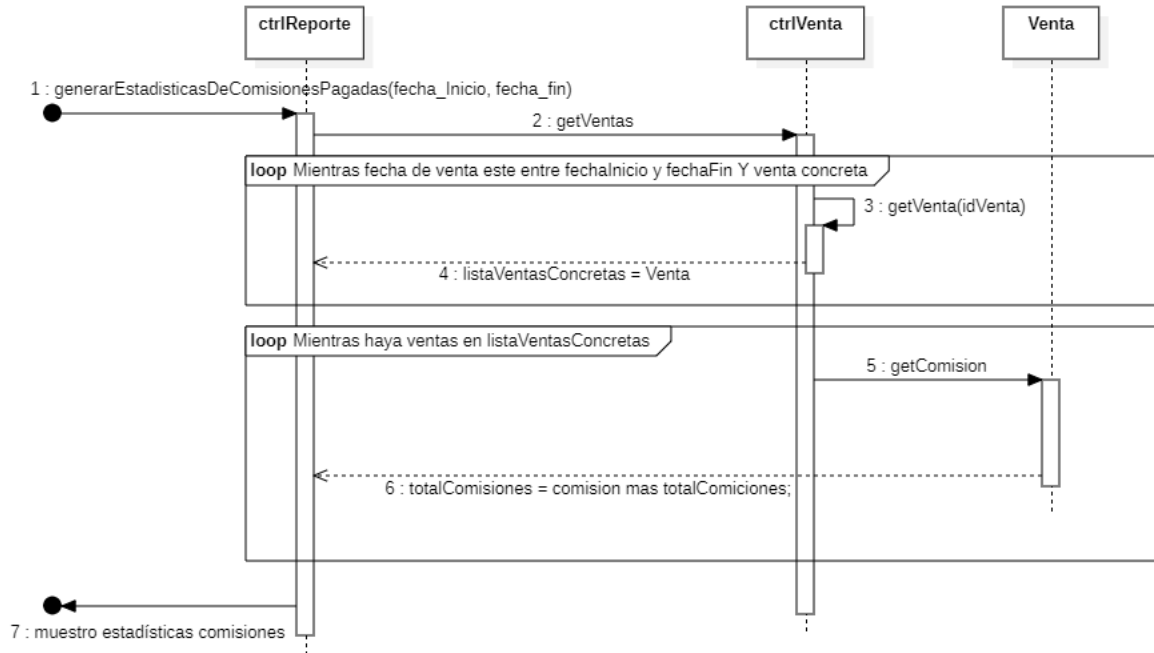 ctrlReporte
ctrlVenta
Venta
1 : generarEstadisticasDeComisionesPagadas(fecha_Inicio, fecha_fin)
2 : getVentas
loop Mientras fecha de venta este entre fechaInicio y fechaFin Y venta concreta
3 : getVenta(idVenta)
4 : listaVentasConcretas = Venta
loop Mientras haya ventas en listaVentasConcretas
5 : getComision
6 : totalComisiones = comision mas totalComiciones;
7 : muestro estadísticas comisiones